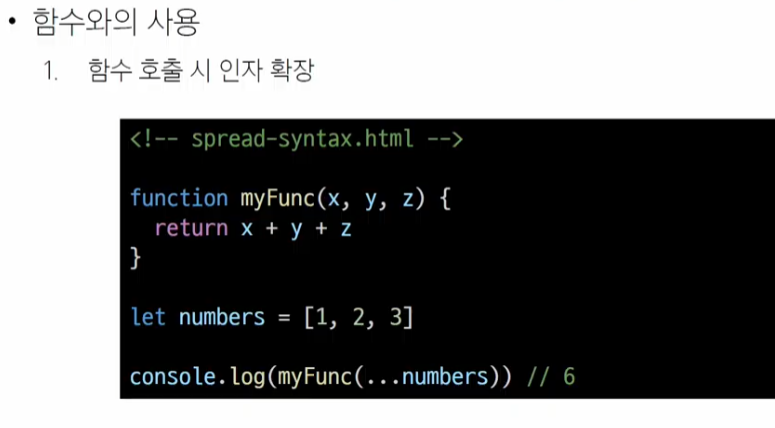 • 함수와의 사용
1. 함수 호출 시 인자 확장
<!-- spread-syntax.html -->
function myFunc(x, y, z) {
  return x + y + z
}
let numbers = [1, 2, 3]
console.log(myFunc(...numbers)) // 6